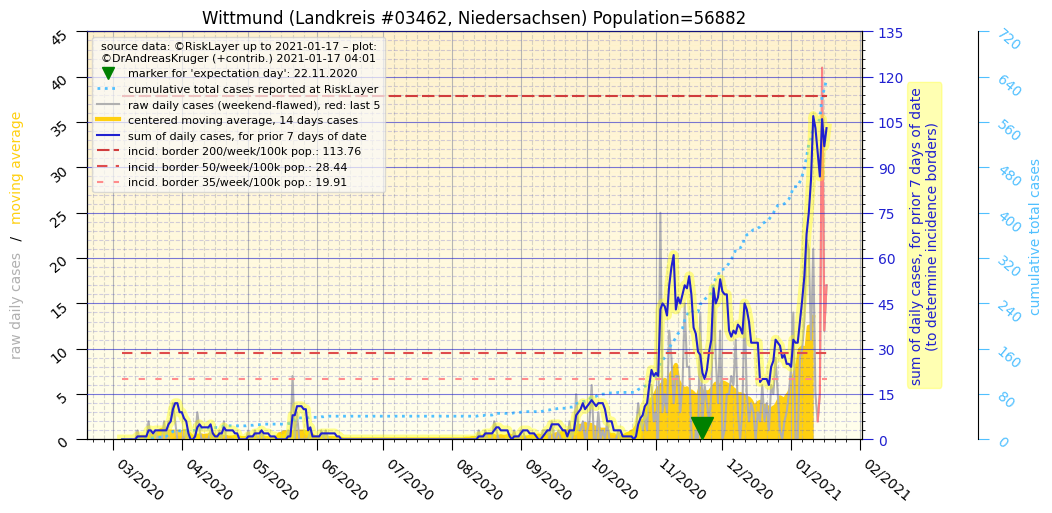 Wittmund (Landkreis #03462, Niedersachsen) Population=56882
source data: ©RiskLayer up to 2021-01-17 – plot:
©DrAndreasKruger (+contrib.) 2021-01-17 04:01
marker for 'expectation day': 22.11.2020
cumulative total cases reported at RiskLayer
raw daily cases (weekend-flawed), red: last 5
centered moving average, 14 days cases
sum of daily cases, for prior 7 days of date
incid. border 200/week/100k pop.: 113.76
incid. border 50/week/100k pop.: 28.44
incid. border 35/week/100k pop.: 19.91
raw daily cases / moving average
45
40
35
30
25
20
15
10
5
0
03/2020
04/2020
05/2020
06/2020
07/2020
08/2020
09/2020
10/2020
11/2020
12/2020
01/2021
02/2021
135
120
105
90
75
60
45
30
15
0
sum of daily cases, for prior 7 days of date
(to determine incidence borders)
720
640
560
480
400
320
240
160
80
0
cumulative total cases